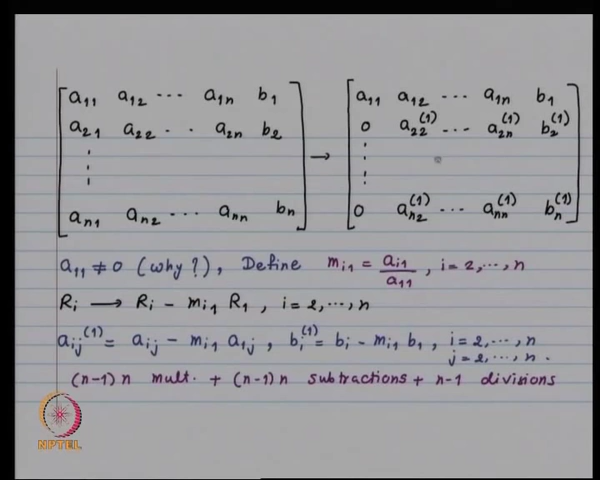 a₁₁ a₁₂ ··· a₁ₙ b₁ → a₁₁ a₁₂ ··· a₁ₙ b₁
a₂₁ a₂₂ ·· a₂ₙ b₂ 0 a₂₂⁽¹⁾ ··· a₂ₙ⁽¹⁾ b₂⁽¹⁾
⋮ ⋮
aₙ₁ aₙ₂ ··· aₙₙ bₙ 0 aₙ₂⁽¹⁾ ··· aₙₙ⁽¹⁾ bₙ⁽¹⁾
a₁₁ ≠ 0 (why?), Define mᵢ₁ = aᵢ₁/a₁₁, i = 2,···,n
Rᵢ → Rᵢ − mᵢ₁ R₁, i = 2,···,n
aᵢⱼ⁽¹⁾ = aᵢⱼ − mᵢ₁ a₁ⱼ, bᵢ⁽¹⁾ = bᵢ − mᵢ₁ b₁, i = 2,···,n
j = 2,···,n.
(n-1)n mult. + (n-1)n subtractions + n-1 divisions
NPTEL